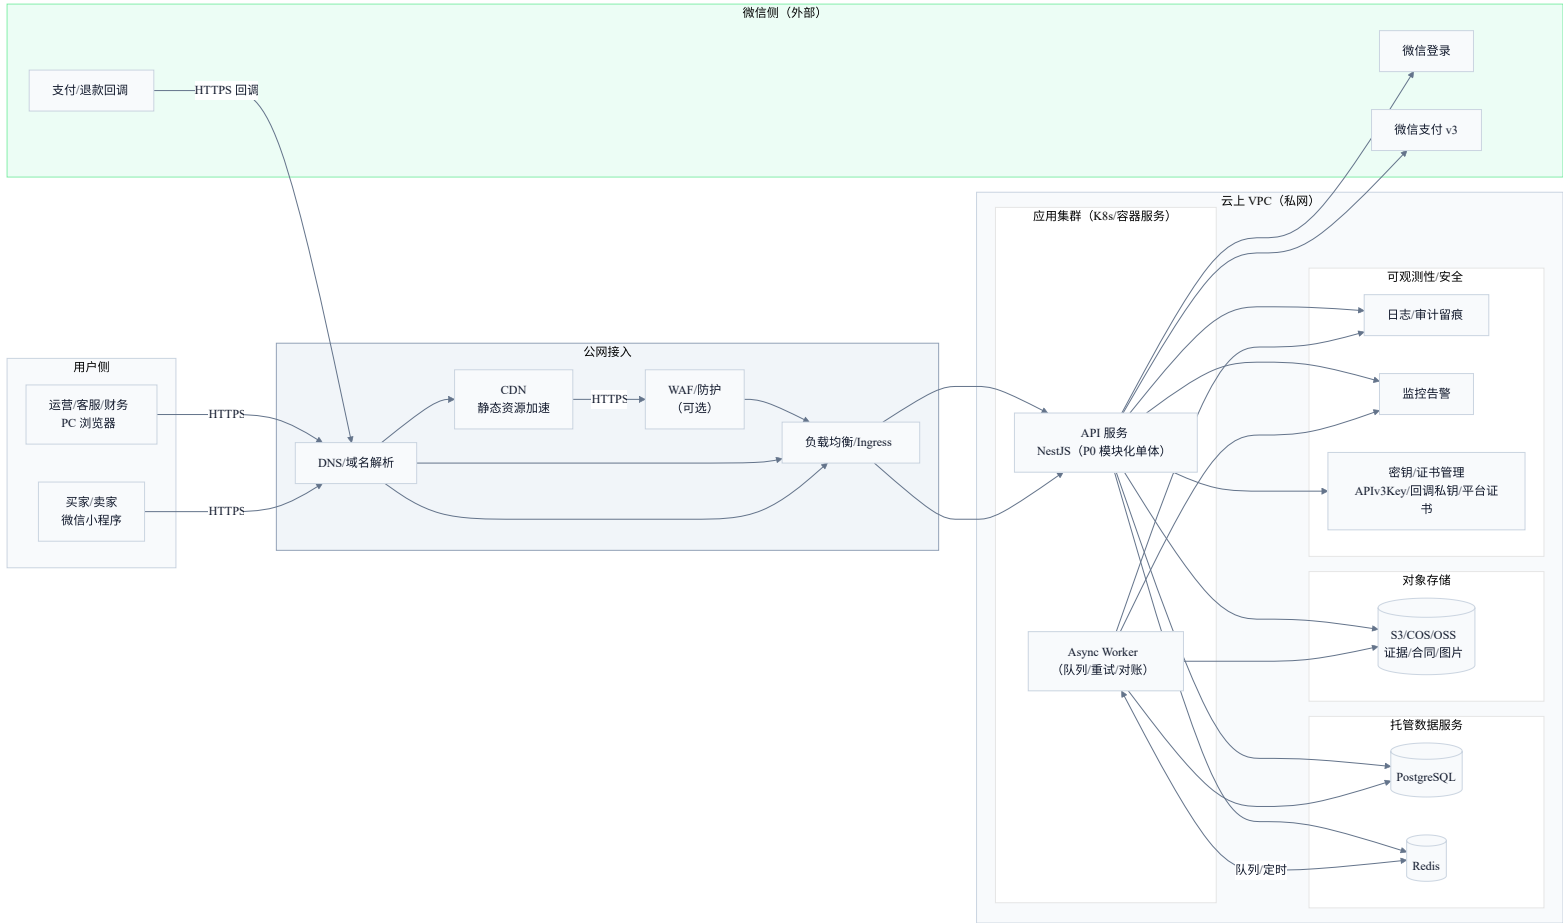 微信侧（外部）
支付/退款回调
HTTPS 回调
微信登录
微信支付 v3
用户侧
运营/客服/财务
PC 浏览器
HTTPS
买家/卖家
微信小程序
HTTPS
公网接入
DNS/域名解析
CDN
静态资源加速
HTTPS
WAF/防护
（可选）
负载均衡/Ingress
云上 VPC（私网）
应用集群（K8s/容器服务）
API 服务
NestJS（P0 模块化单体）
Async Worker
（队列/重试/对账）
可观测性/安全
日志/审计留痕
监控告警
密钥/证书管理
APIv3Key/回调私钥/平台证
书
对象存储
S3/COS/OSS
证据/合同/图片
托管数据服务
PostgreSQL
Redis
队列/定时